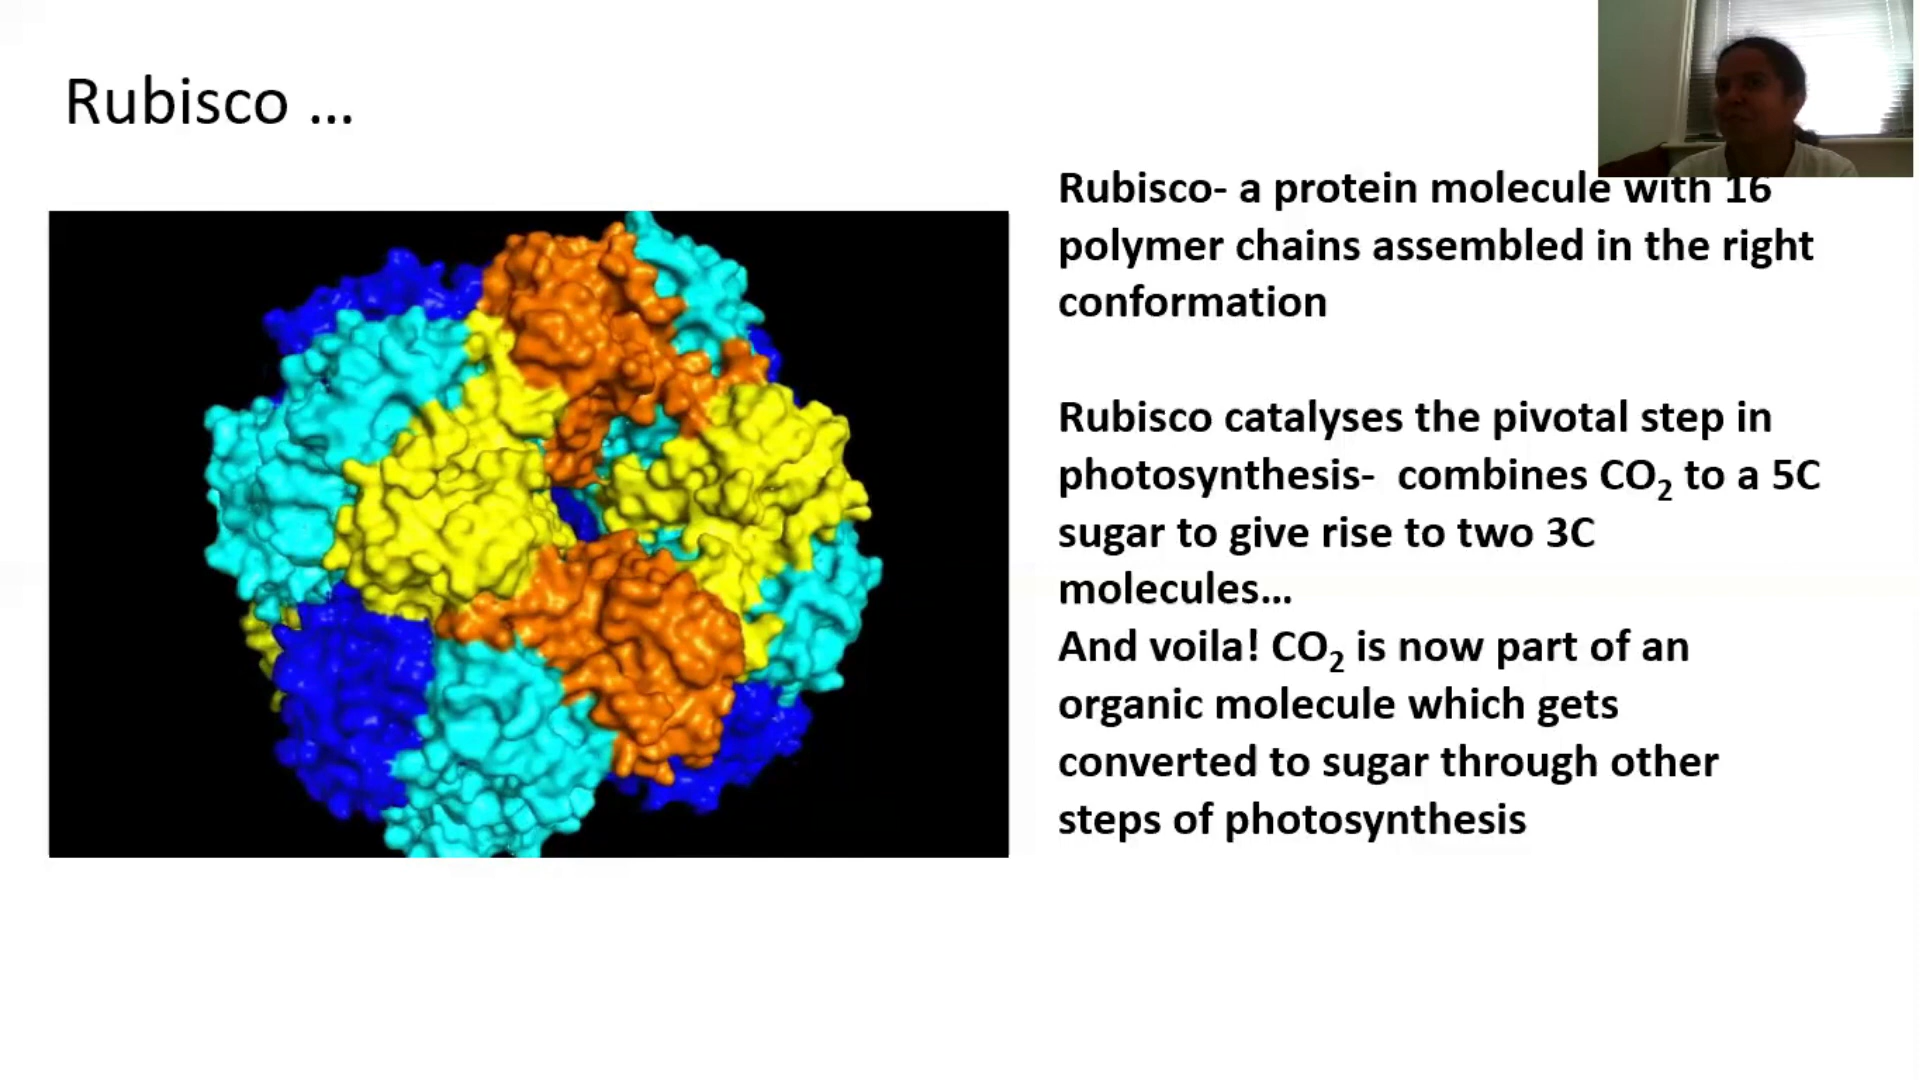 Rubisco ...
Rubisco- a protein molecule with 16
polymer chains assembled in the right
conformation
Rubisco catalyses the pivotal step in
photosynthesis-  combines CO₂ to a 5C
sugar to give rise to two 3C
molecules...
And voila! CO₂ is now part of an
organic molecule which gets
converted to sugar through other
steps of photosynthesis